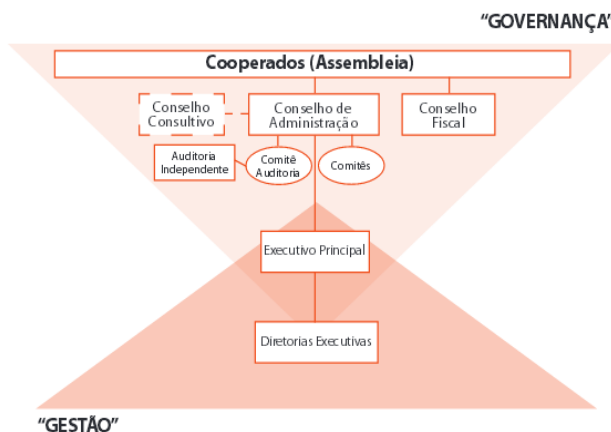 “GOVERNANÇA”
Cooperados (Assembleia)
Conselho
Consultivo
Conselho de
Administração
Conselho
Fiscal
Auditoria
Independente
Comitê
Auditoria
Comitês
Executivo Principal
Diretorias Executivas
“GESTÃO”